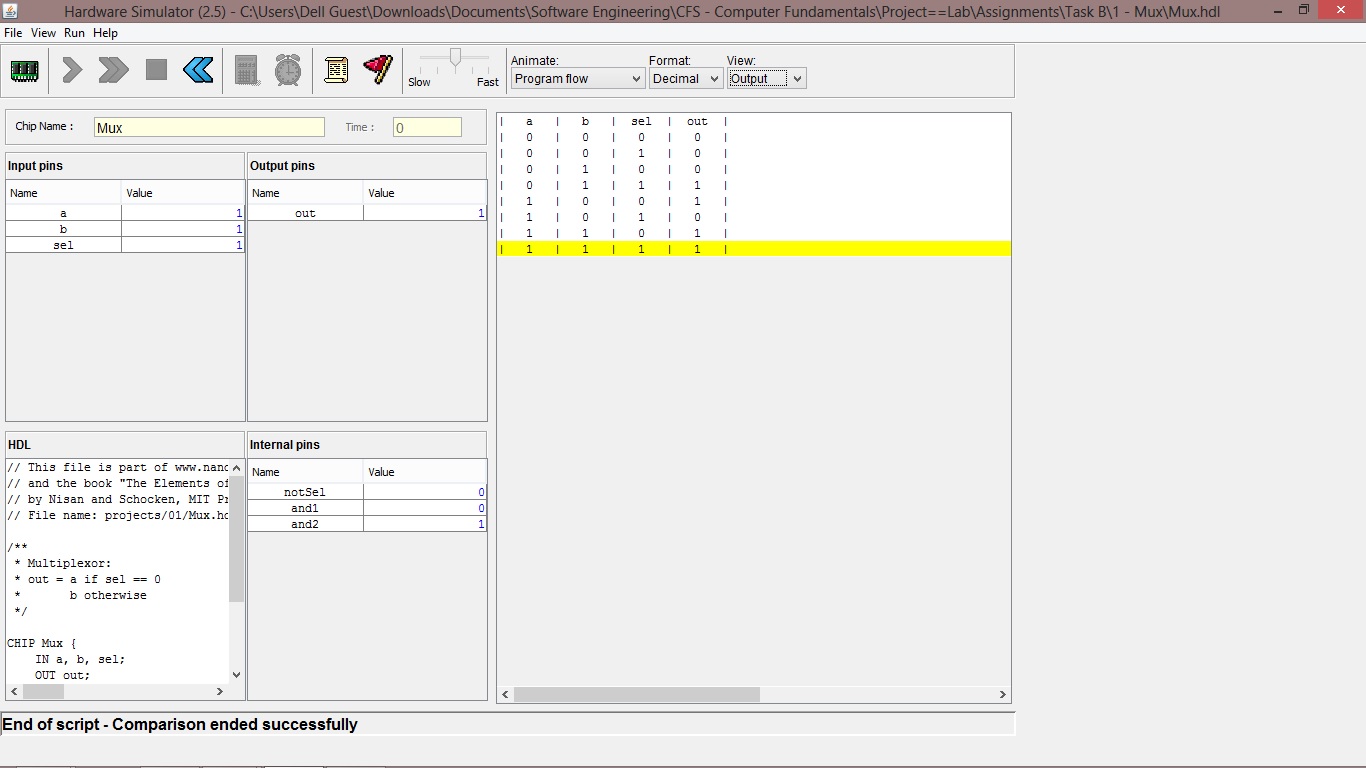 Hardware Simulator (2.5) - C:\Users\Dell Guest\Downloads\Documents\Software Engineering\CFS - Computer Fundamentals\Project==Lab\Assignments\Task B\1 - Mux\Mux.hdl
File View Run Help
Slow Fast
Animate:
Program flow
Format:
Decimal
View:
Output
Chip Name :
Mux
Time :
0
Input pins
Name Value
a 1
b 1
sel 1
Output pins
Name Value
out 1
HDL
// This file is part of www.nand
// and the book "The Elements of
// by Nisan and Schocken, MIT Pr
// File name: projects/01/Mux.hd
/**
* Multiplexor:
* out = a if sel == 0
* b otherwise
*/
CHIP Mux {
IN a, b, sel;
OUT out;
Internal pins
Name Value
notSel 0
and1 0
and2 1
| a | b | sel | out |
| 0 | 0 | 0 | 0 |
| 0 | 0 | 1 | 0 |
| 0 | 1 | 0 | 0 |
| 0 | 1 | 1 | 1 |
| 1 | 0 | 0 | 1 |
| 1 | 0 | 1 | 0 |
| 1 | 1 | 0 | 1 |
| 1 | 1 | 1 | 1 |
End of script - Comparison ended successfully